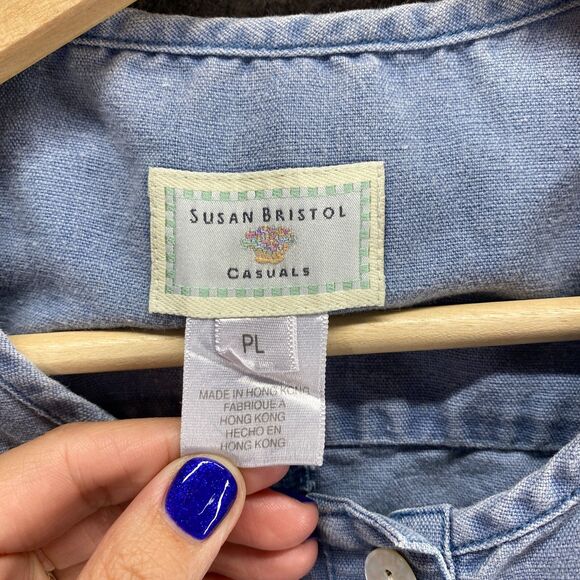 SUSAN BRISTOL
CASUALS
PL
MADE IN HONG KONG
FABRIQUE A
HONG KONG
HECHO EN
HONG KONG